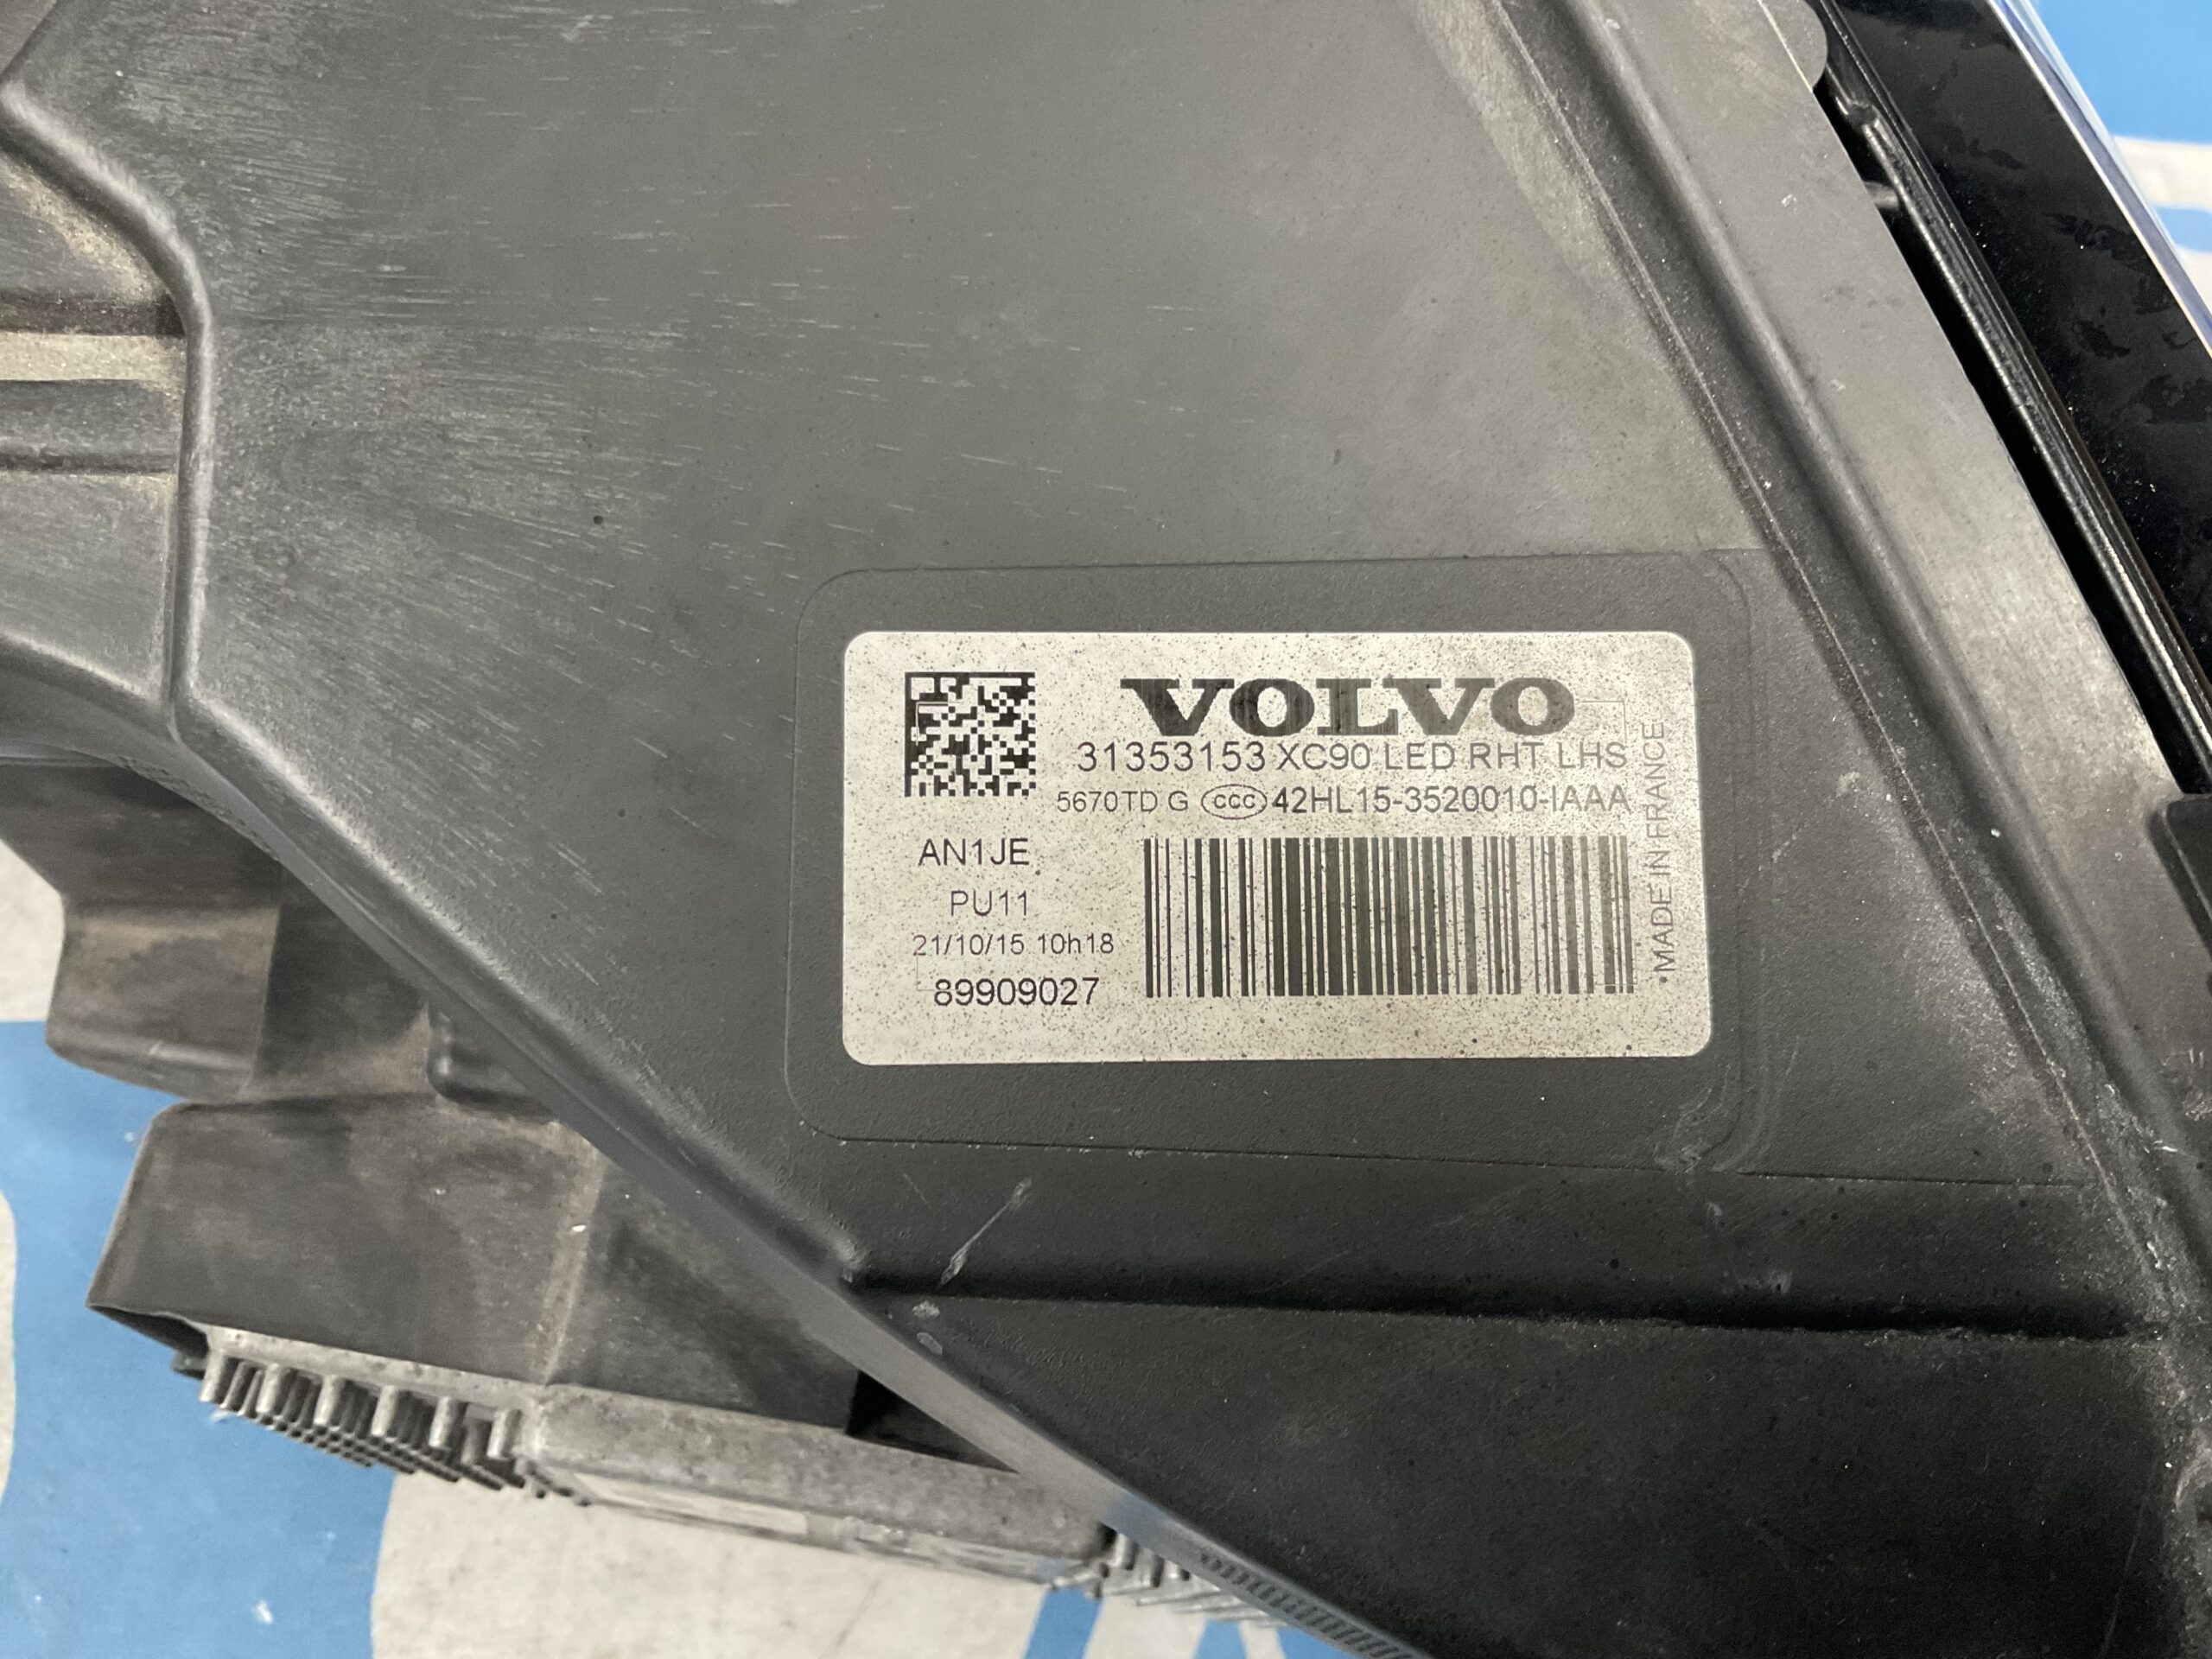 VOLVO
31353153 XC90 LED RHT LHS
5670TD G CCC 42HL15-3520010-IAAA
AN1JE
PU11
21/10/15 10h18
89909027
MADE IN FRANCE